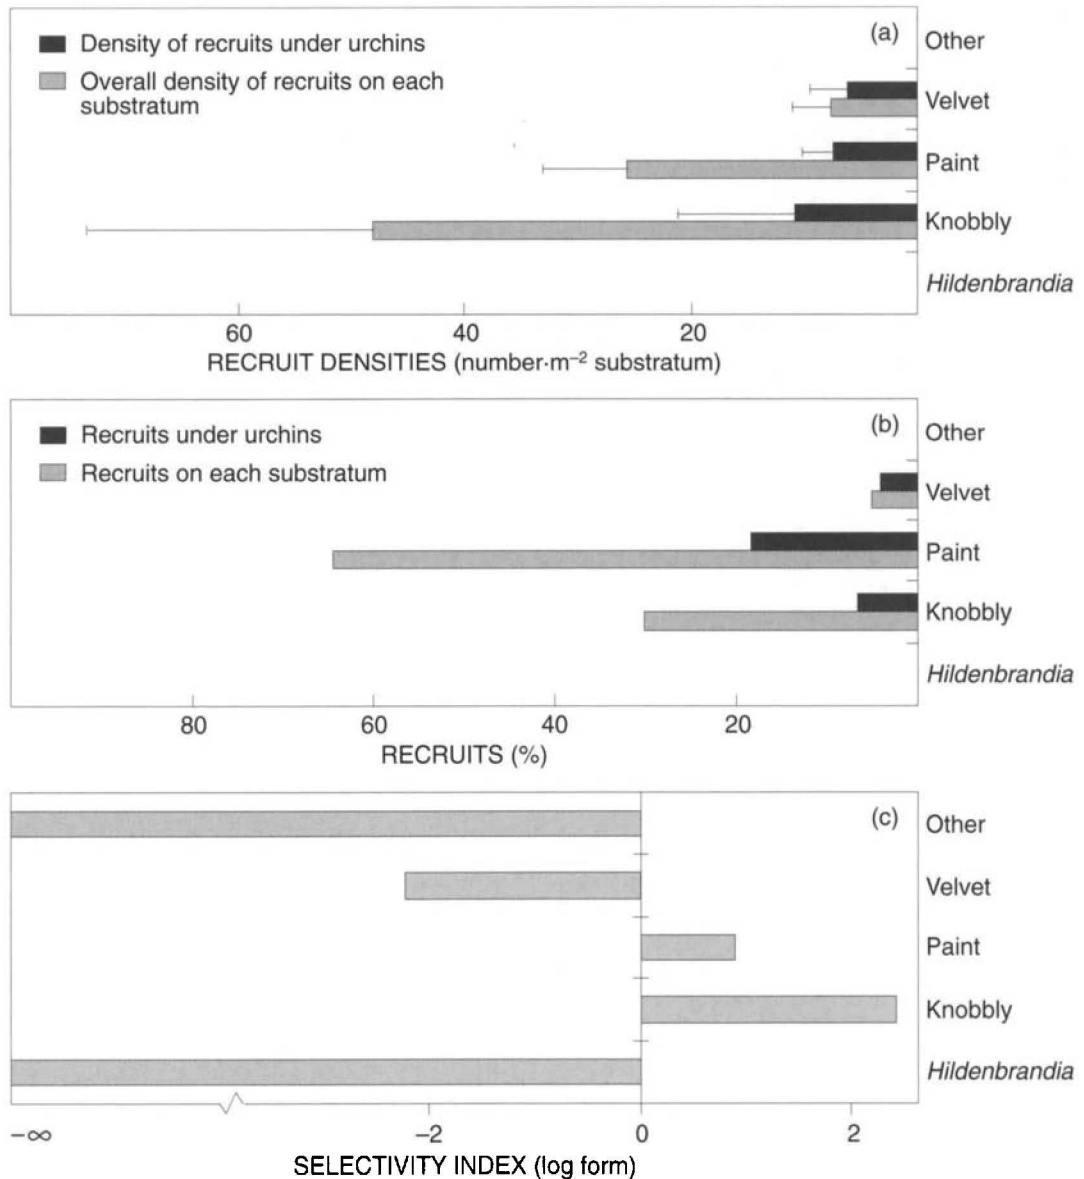 (a)
Density of recruits under urchins
Overall density of recruits on each
substratum
Other
Velvet
Paint
Knobbly
Hildenbrandia
60 40 20
RECRUIT DENSITIES (number·m⁻² substratum)
(b)
Recruits under urchins
Recruits on each substratum
Other
Velvet
Paint
Knobbly
Hildenbrandia
80 60 40 20
RECRUITS (%)
(c)
Other
Velvet
Paint
Knobbly
Hildenbrandia
−∞ −2 0 2
SELECTIVITY INDEX (log form)